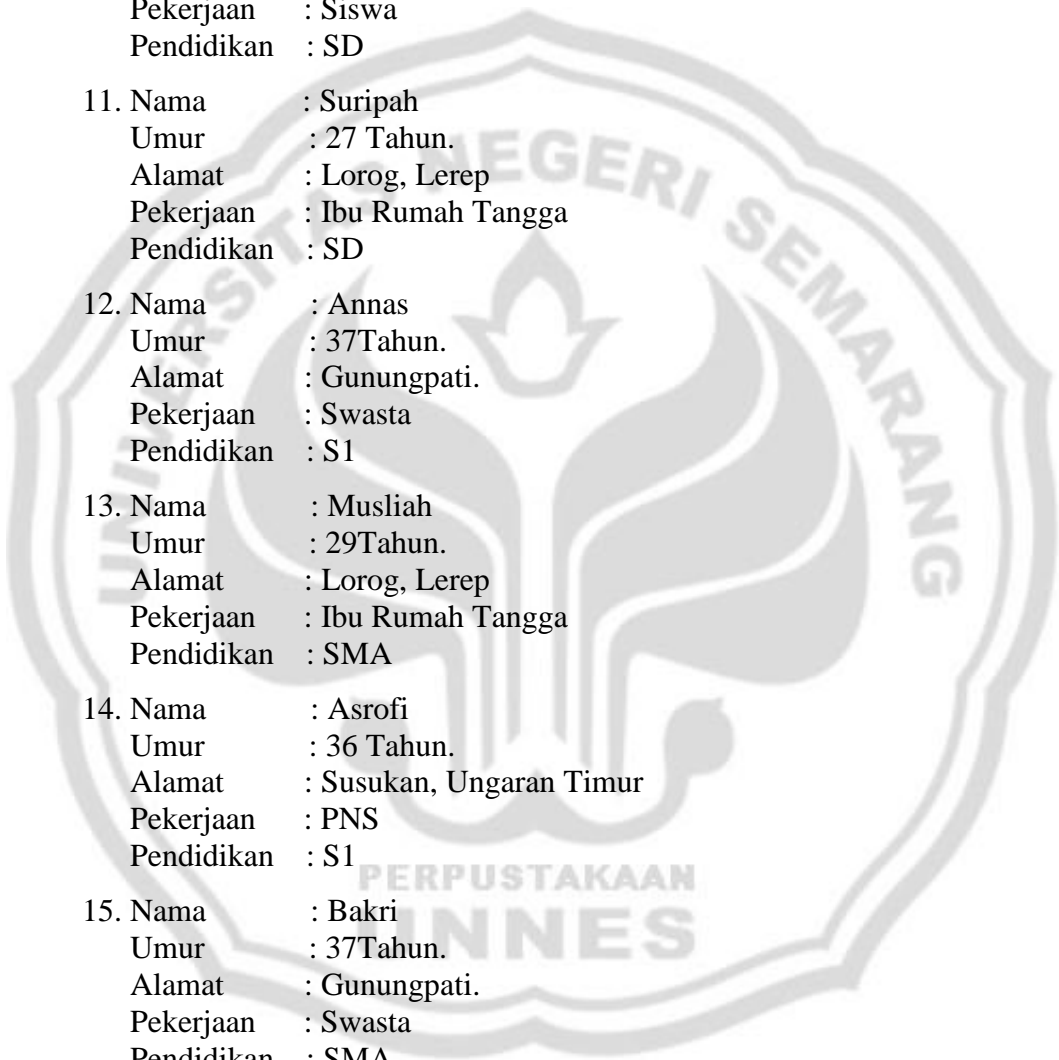 Pekerjaan : Siswa
Pendidikan : SD
11. Nama : Suripah
Umur : 27 Tahun.
Alamat : Lorog, Lerep
Pekerjaan : Ibu Rumah Tangga
Pendidikan : SD
12. Nama : Annas
Umur : 37Tahun.
Alamat : Gunungpati.
Pekerjaan : Swasta
Pendidikan : S1
13. Nama : Musliah
Umur : 29Tahun.
Alamat : Lorog, Lerep
Pekerjaan : Ibu Rumah Tangga
Pendidikan : SMA
14. Nama : Asrofi
Umur : 36 Tahun.
Alamat : Susukan, Ungaran Timur
Pekerjaan : PNS
Pendidikan : S1
15. Nama : Bakri
Umur : 37Tahun.
Alamat : Gunungpati.
Pekerjaan : Swasta
Pendidikan : SMA
UNIVERSITAS NEGERI SEMARANG
PERPUSTAKAAN
UNNES